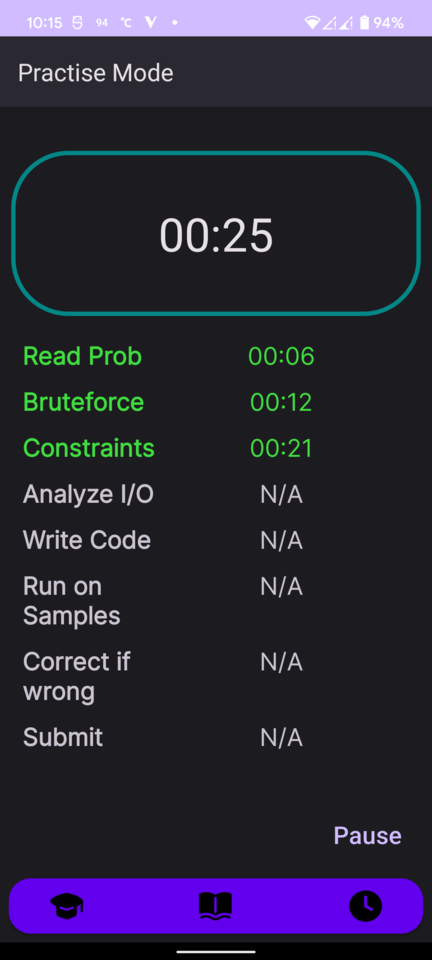 10:15 94 °C V 94%
Practise Mode
00:25
Read Prob 00:06
Bruteforce 00:12
Constraints 00:21
Analyze I/O N/A
Write Code N/A
Run on N/A
Samples
Correct if N/A
wrong
Submit N/A
Pause